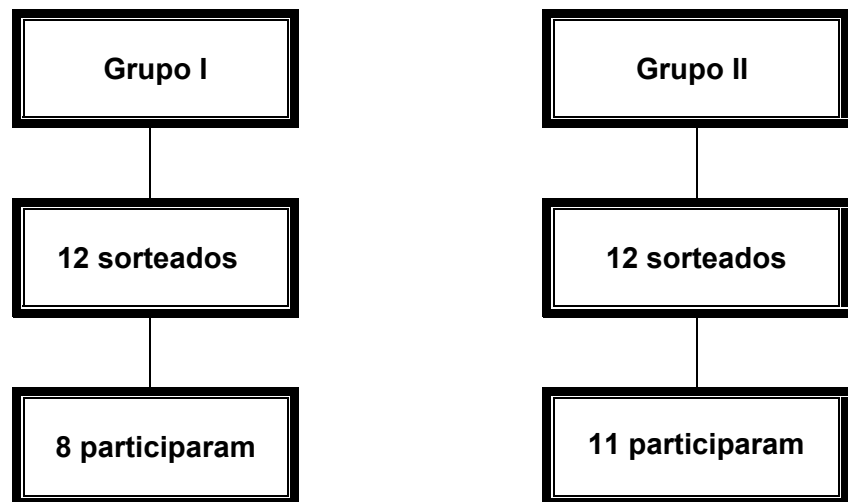 Grupo I
Grupo II
12 sorteados
12 sorteados
8 participaram
11 participaram